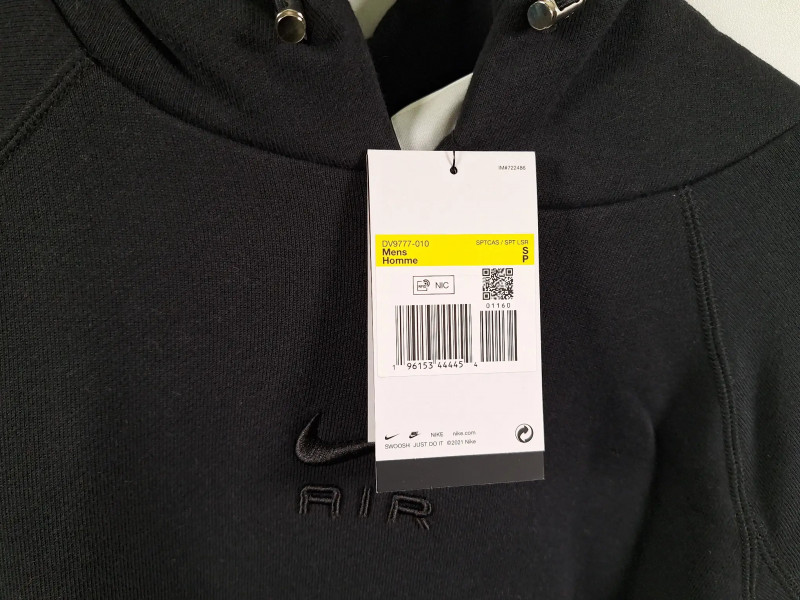 IM6722486
DV9777-010 SPTCAS / SPT LSR
Mens S
Homme P
NIC
01160
1 96153 44445 4
NIKE nike.com
SWOOSH JUST DO IT ©2021 Nike
AIR